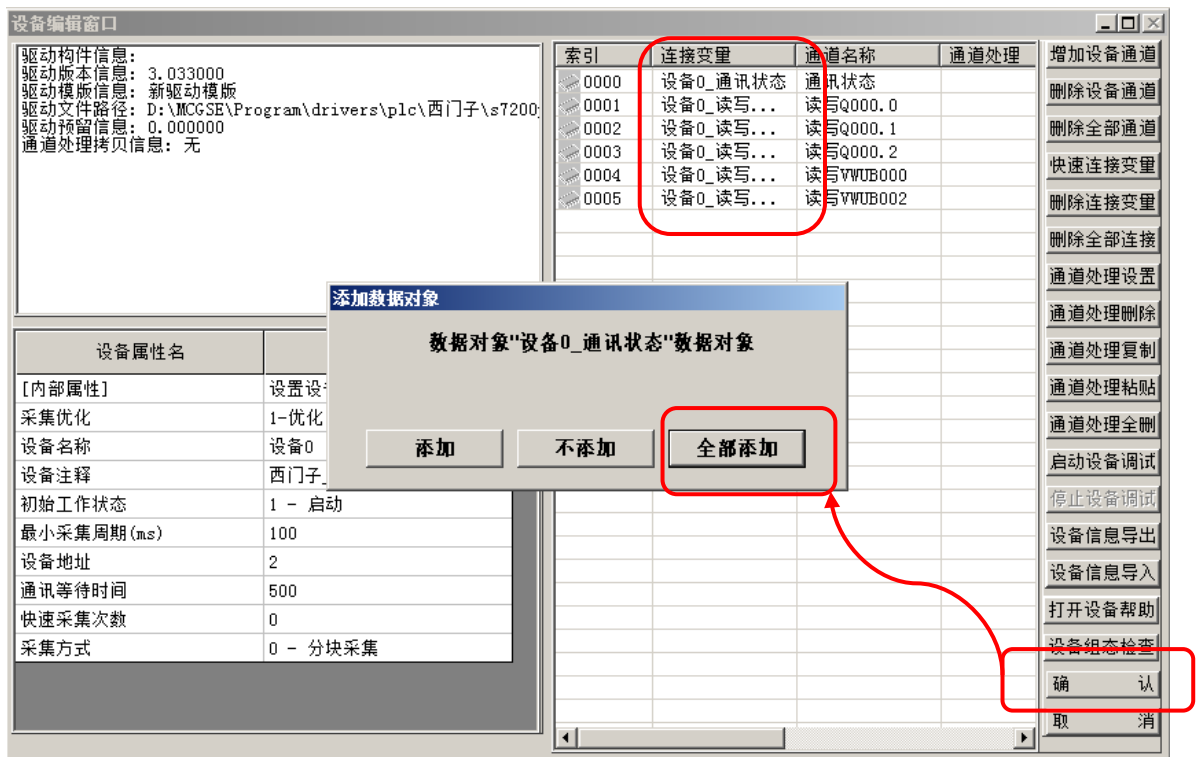 设备编辑窗口
驱动构件信息:
驱动版本信息: 3.033000
驱动模版信息: 新驱动模版
驱动文件路径: D:\MCGSE\Program\drivers\plc\西门子\s7200
驱动预留信息: 0.000000
通道处理拷贝信息: 无
索引 连接变量 通道名称 通道处理
0000 设备0_通讯状态 通讯状态
0001 设备0_读写... 读写Q000.0
0002 设备0_读写... 读写Q000.1
0003 设备0_读写... 读写Q000.2
0004 设备0_读写... 读写VWUB000
0005 设备0_读写... 读写VWUB002
增加设备通道
删除设备通道
删除全部通道
快速连接变量
删除连接变量
删除全部连接
通道处理设置
通道处理删除
通道处理复制
通道处理粘贴
通道处理全删
启动设备调试
停止设备调试
设备信息导出
设备信息导入
打开设备帮助
设备组态检查
确 认
取 消
添加数据对象
数据对象"设备0_通讯状态"数据对象
添加 不添加 全部添加
设备属性名
[内部属性] 设置设
采集优化 1-优化
设备名称 设备0
设备注释 西门子_
初始工作状态 1 - 启动
最小采集周期(ms) 100
设备地址 2
通讯等待时间 500
快速采集次数 0
采集方式 0 - 分块采集